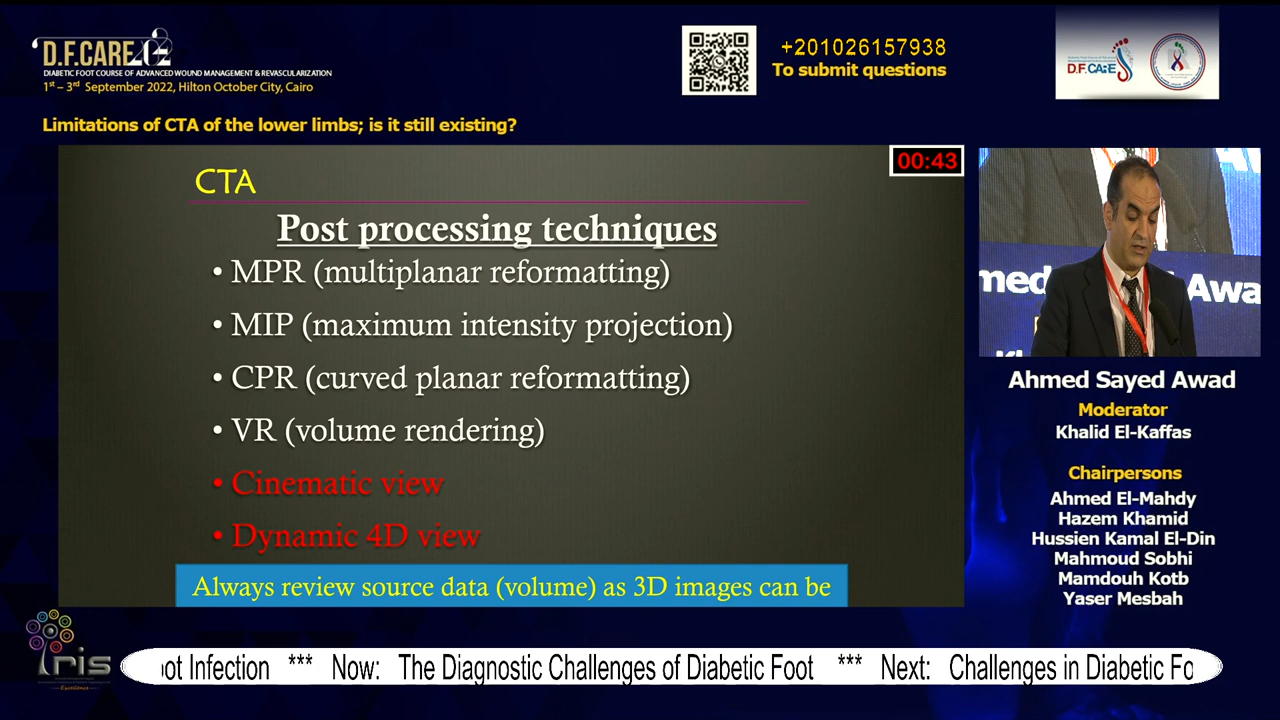 D.F.CARE
DIABETIC FOOT COURSE OF ADVANCED WOUND MANAGEMENT & REVASCULARIZATION
1st – 3rd September 2022, Hilton October City, Cairo
+201026157938
To submit questions
D.F.CARE
Limitations of CTA of the lower limbs; is it still existing?
00:43
CTA
Post processing techniques
• MPR (multiplanar reformatting)
• MIP (maximum intensity projection)
• CPR (curved planar reformatting)
• VR (volume rendering)
• Cinematic view
• Dynamic 4D view
Always review source data (volume) as 3D images can be
med Awa
Ahmed Sayed Awad
Moderator
Khalid El-Kaffas
Chairpersons
Ahmed El-Mahdy
Hazem Khamid
Hussien Kamal El-Din
Mahmoud Sobhi
Mamdouh Kotb
Yaser Mesbah
Iris
Excellence
oot Infection *** Now: The Diagnostic Challenges of Diabetic Foot *** Next: Challenges in Diabetic Fo